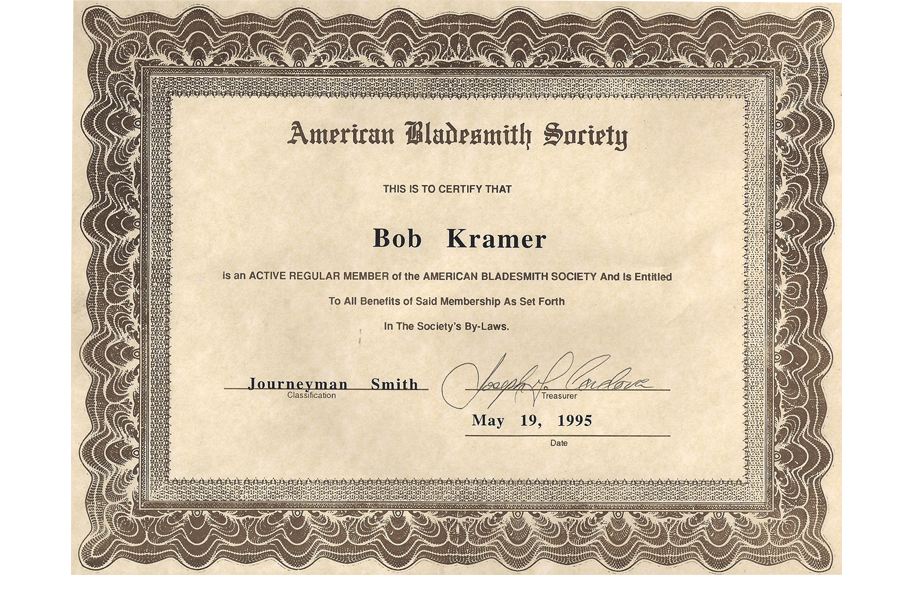 American Bladesmith Society
THIS IS TO CERTIFY THAT
Bob Kramer
is an ACTIVE REGULAR MEMBER of the AMERICAN BLADESMITH SOCIETY And Is Entitled
To All Benefits of Said Membership As Set Forth
In The Society's By-Laws.
Journeyman Smith
Classification
Joseph G. Cordova
Treasurer
May 19, 1995
Date